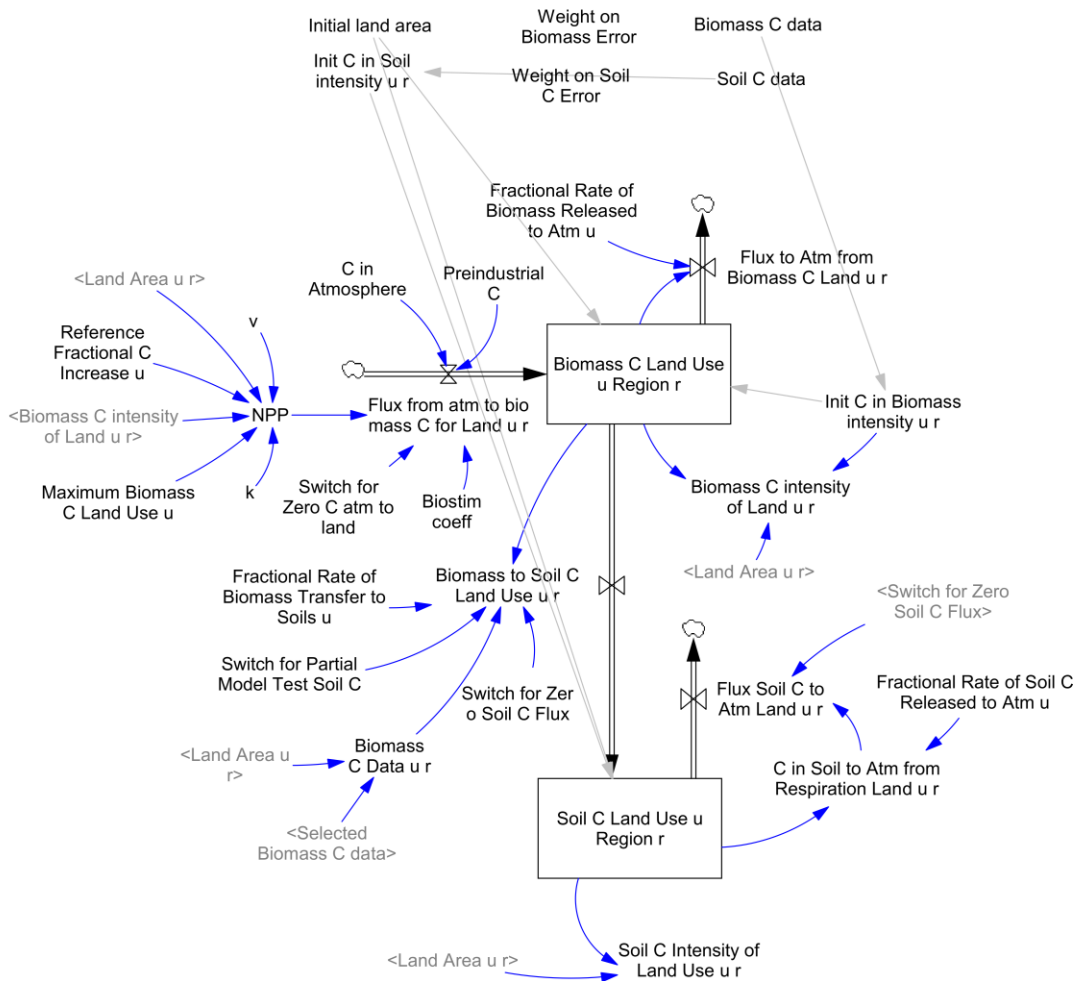 Initial land area
Weight on
Biomass Error
Biomass C data
Init C in Soil
intensity u r
Weight on Soil
C Error
Soil C data
Fractional Rate of
Biomass Released
to Atm u
Flux to Atm from
Biomass C Land u r
<Land Area u r>
C in
Atmosphere
Preindustrial
C
v
Reference
Fractional C
Increase u
Biomass C Land Use
u Region r
<Biomass C intensity
of Land u r>
NPP
Flux from atm to bio
mass C for Land u r
Init C in Biomass
intensity u r
Maximum Biomass
C Land Use u
k
Switch for
Zero C atm to
land
Biostim
coeff
Biomass C intensity
of Land u r
<Land Area u r>
Fractional Rate of
Biomass Transfer to
Soils u
Biomass to Soil C
Land Use u r
<Switch for Zero
Soil C Flux>
Switch for Partial
Model Test Soil C
Switch for Zer
o Soil C Flux
Flux Soil C to
Atm Land u r
Fractional Rate of Soil C
Released to Atm u
<Land Area u
r>
Biomass
C Data u r
C in Soil to Atm from
Respiration Land u r
<Selected
Biomass C data>
Soil C Land Use u
Region r
<Land Area u r>
Soil C Intensity of
Land Use u r